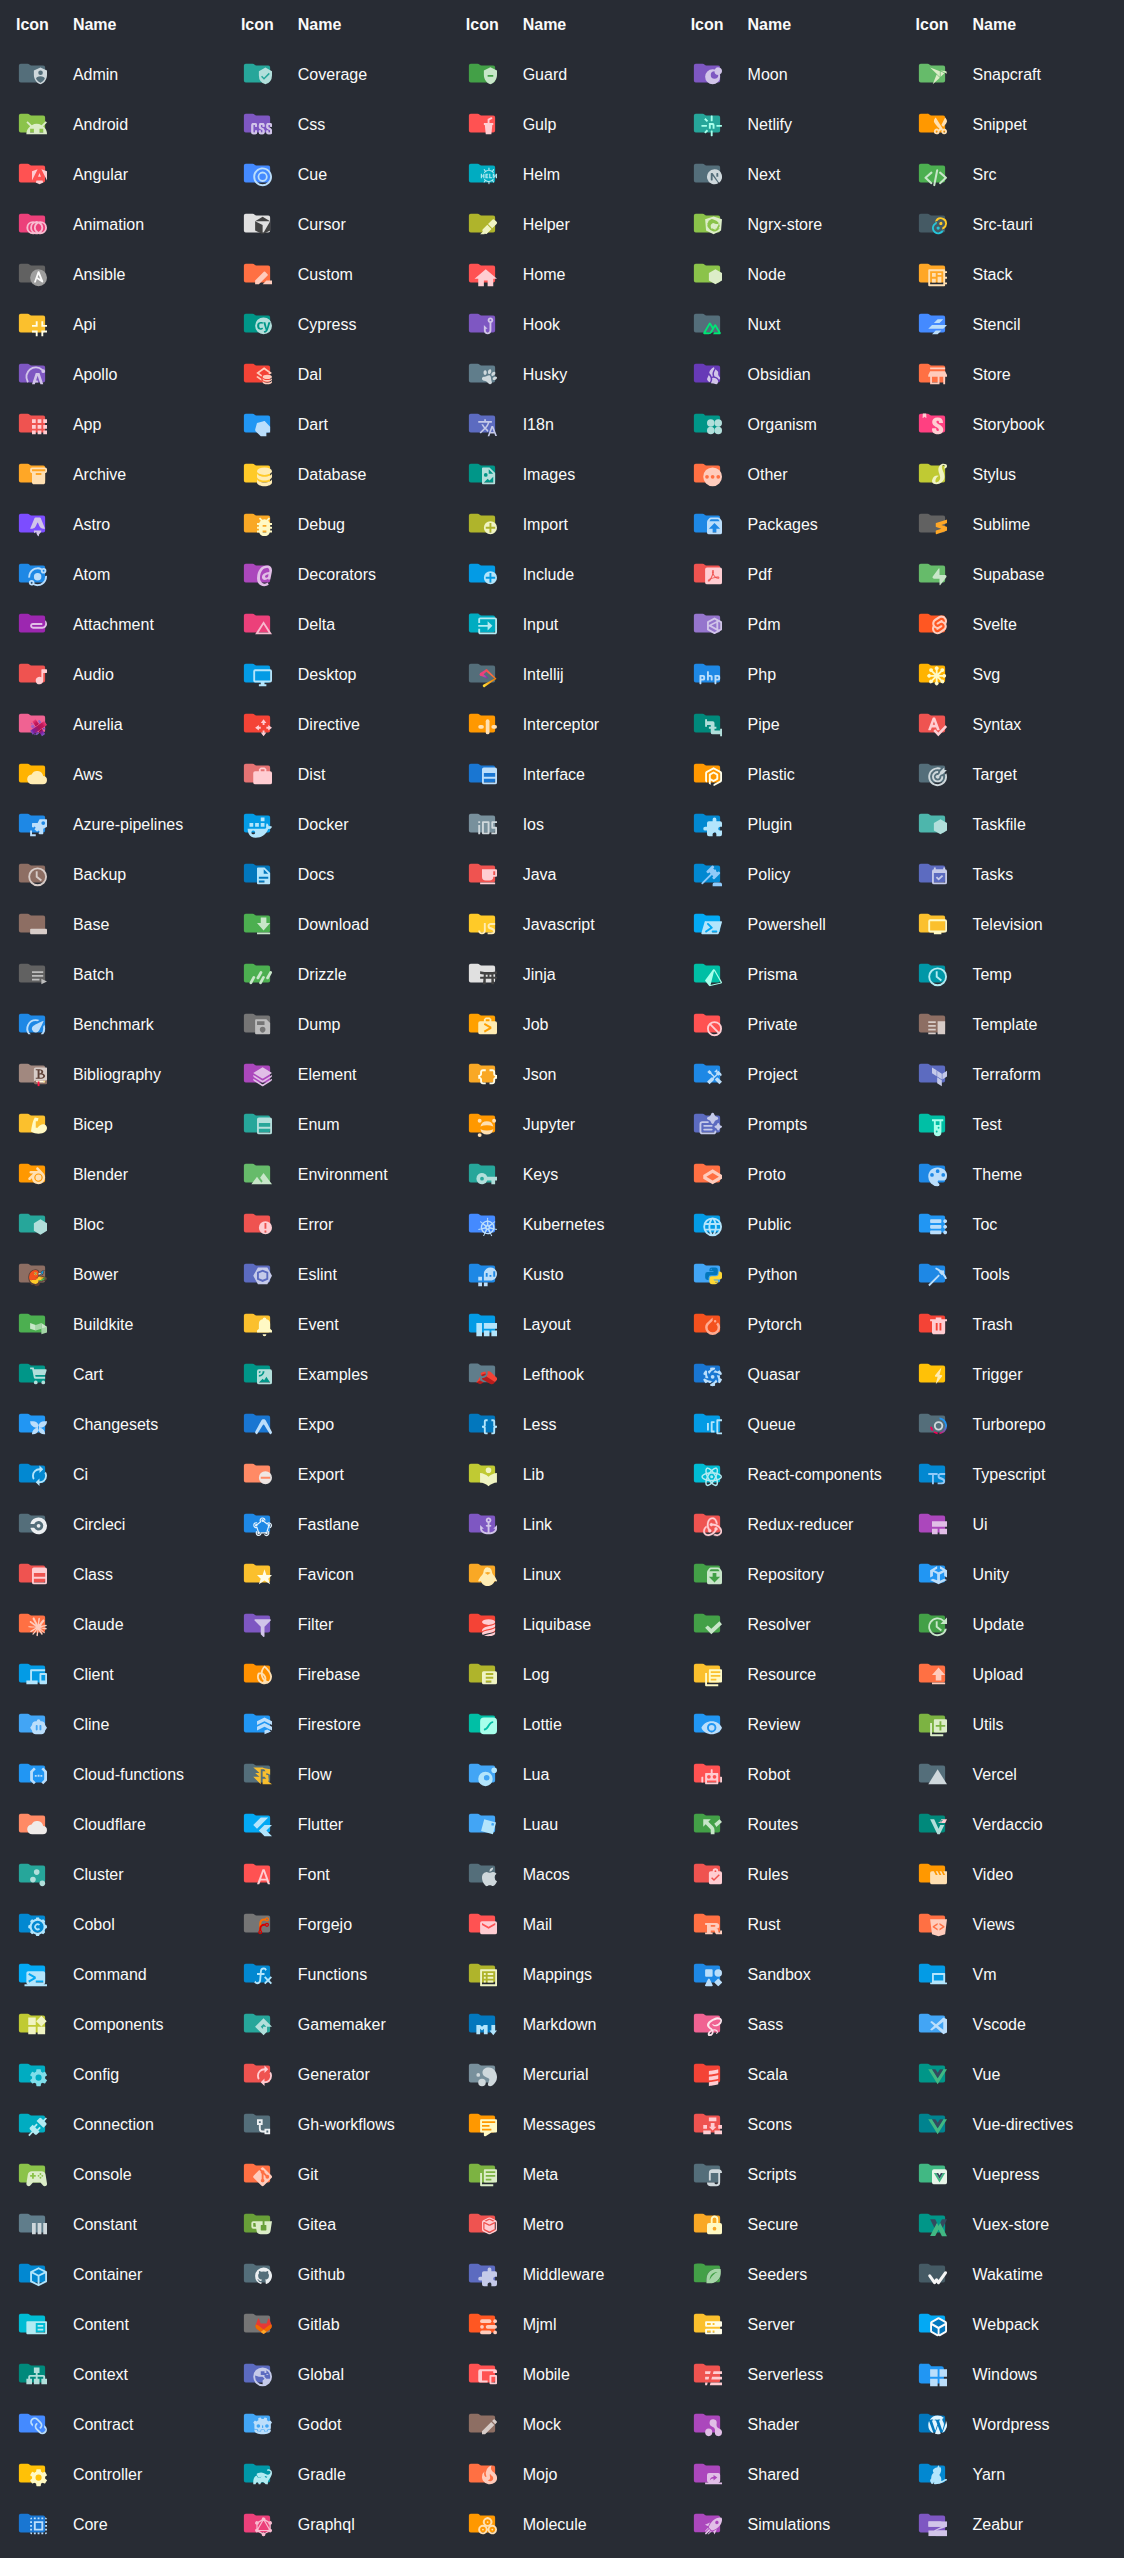 Icon Name Icon Name Icon Name Icon Name Icon Name
Admin Coverage Guard Moon Snapcraft
Android Css Gulp Netlify Snippet
Angular Cue Helm Next Src
Animation Cursor Helper Ngrx-store Src-tauri
Ansible Custom Home Node Stack
Api Cypress Hook Nuxt Stencil
Apollo Dal Husky Obsidian Store
App Dart I18n Organism Storybook
Archive Database Images Other Stylus
Astro Debug Import Packages Sublime
Atom Decorators Include Pdf Supabase
Attachment Delta Input Pdm Svelte
Audio Desktop Intellij Php Svg
Aurelia Directive Interceptor Pipe Syntax
Aws Dist Interface Plastic Target
Azure-pipelines Docker Ios Plugin Taskfile
Backup Docs Java Policy Tasks
Base Download Javascript Powershell Television
Batch Drizzle Jinja Prisma Temp
Benchmark Dump Job Private Template
Bibliography Element Json Project Terraform
Bicep Enum Jupyter Prompts Test
Blender Environment Keys Proto Theme
Bloc Error Kubernetes Public Toc
Bower Eslint Kusto Python Tools
Buildkite Event Layout Pytorch Trash
Cart Examples Lefthook Quasar Trigger
Changesets Expo Less Queue Turborepo
Ci Export Lib React-components Typescript
Circleci Fastlane Link Redux-reducer Ui
Class Favicon Linux Repository Unity
Claude Filter Liquibase Resolver Update
Client Firebase Log Resource Upload
Cline Firestore Lottie Review Utils
Cloud-functions Flow Lua Robot Vercel
Cloudflare Flutter Luau Routes Verdaccio
Cluster Font Macos Rules Video
Cobol Forgejo Mail Rust Views
Command Functions Mappings Sandbox Vm
Components Gamemaker Markdown Sass Vscode
Config Generator Mercurial Scala Vue
Connection Gh-workflows Messages Scons Vue-directives
Console Git Meta Scripts Vuepress
Constant Gitea Metro Secure Vuex-store
Container Github Middleware Seeders Wakatime
Content Gitlab Mjml Server Webpack
Context Global Mobile Serverless Windows
Contract Godot Mock Shader Wordpress
Controller Gradle Mojo Shared Yarn
Core Graphql Molecule Simulations Zeabur